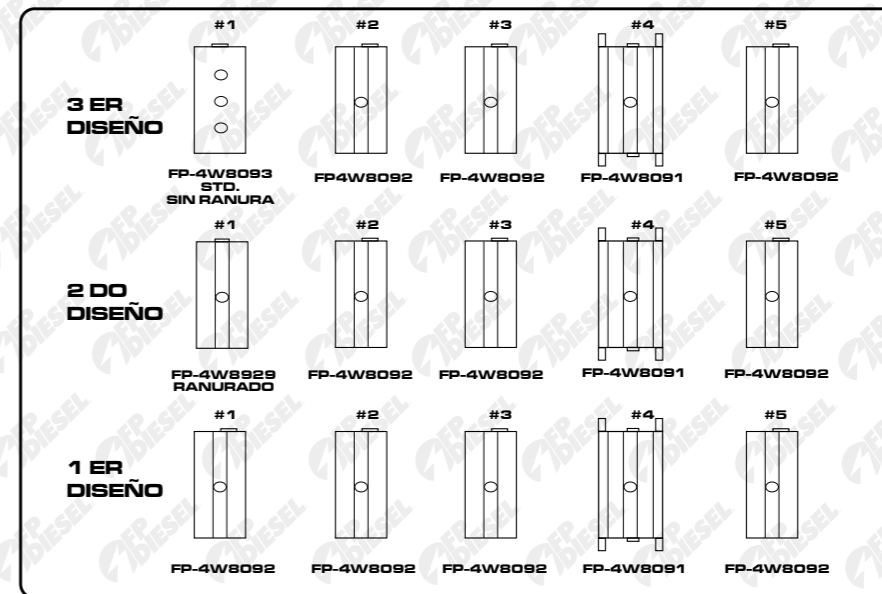 #1 #2 #3 #4 #5
3 ER
DISEÑO
FP-4W8093 FP4W8092 FP-4W8092 FP-4W8091 FP-4W8092
STD.
SIN RANURA
#1 #2 #3 #4 #5
2 DO
DISEÑO
FP-4W8929 FP-4W8092 FP-4W8092 FP-4W8091 FP-4W8092
RANURADO
#1 #2 #3 #4 #5
1 ER
DISEÑO
FP-4W8092 FP-4W8092 FP-4W8092 FP-4W8091 FP-4W8092
FP DIESEL